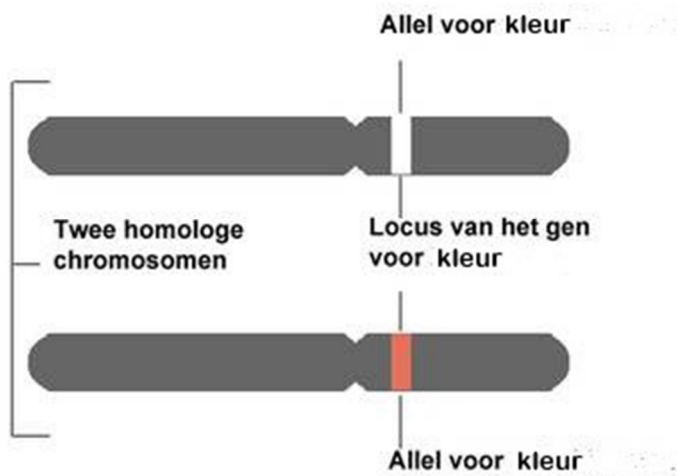 Allel voor kleur
Twee homologe
chromosomen
Locus van het gen
voor kleur
Allel voor kleur